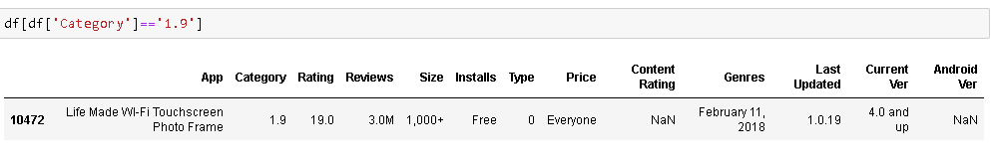 df[df['Category']=='1.9']
App Category Rating Reviews Size Installs Type Price Content Rating Genres Last Updated Current Ver Android Ver
10472 Life Made WI-Fi Touchscreen Photo Frame 1.9 19.0 3.0M 1,000+ Free 0 Everyone NaN February 11, 2018 1.0.19 4.0 and up NaN